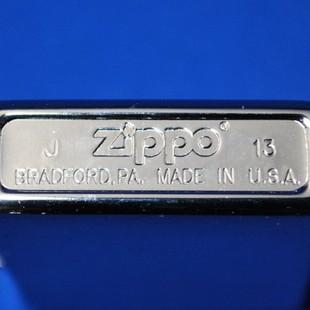 J Zippo® 13
BRADFORD,PA. MADE IN U.S.A.